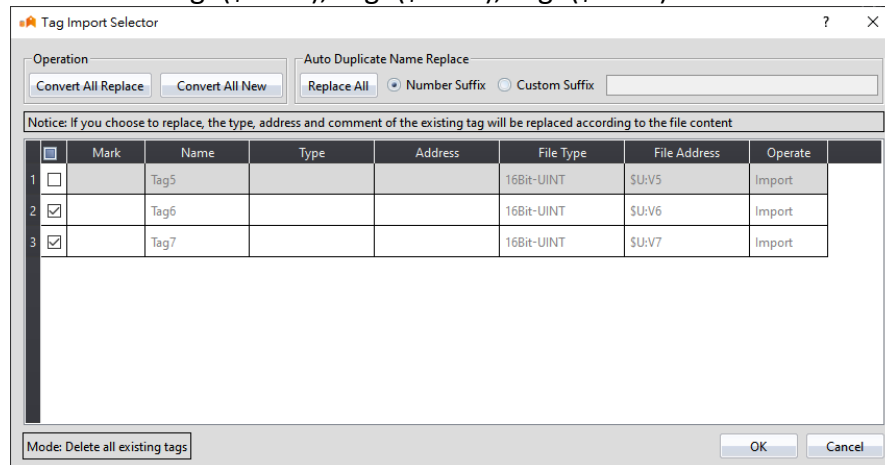 Tag Import Selector
?
Operation
Auto Duplicate Name Replace
Convert All Replace
Convert All New
Replace All
Number Suffix
Custom Suffix
Notice: If you choose to replace, the type, address and comment of the existing tag will be replaced according to the file content
Mark Name Type Address File Type File Address Operate
1 Tag5 16Bit-UINT $U:V5 Import
2 Tag6 16Bit-UINT $U:V6 Import
3 Tag7 16Bit-UINT $U:V7 Import
Mode: Delete all existing tags
OK
Cancel